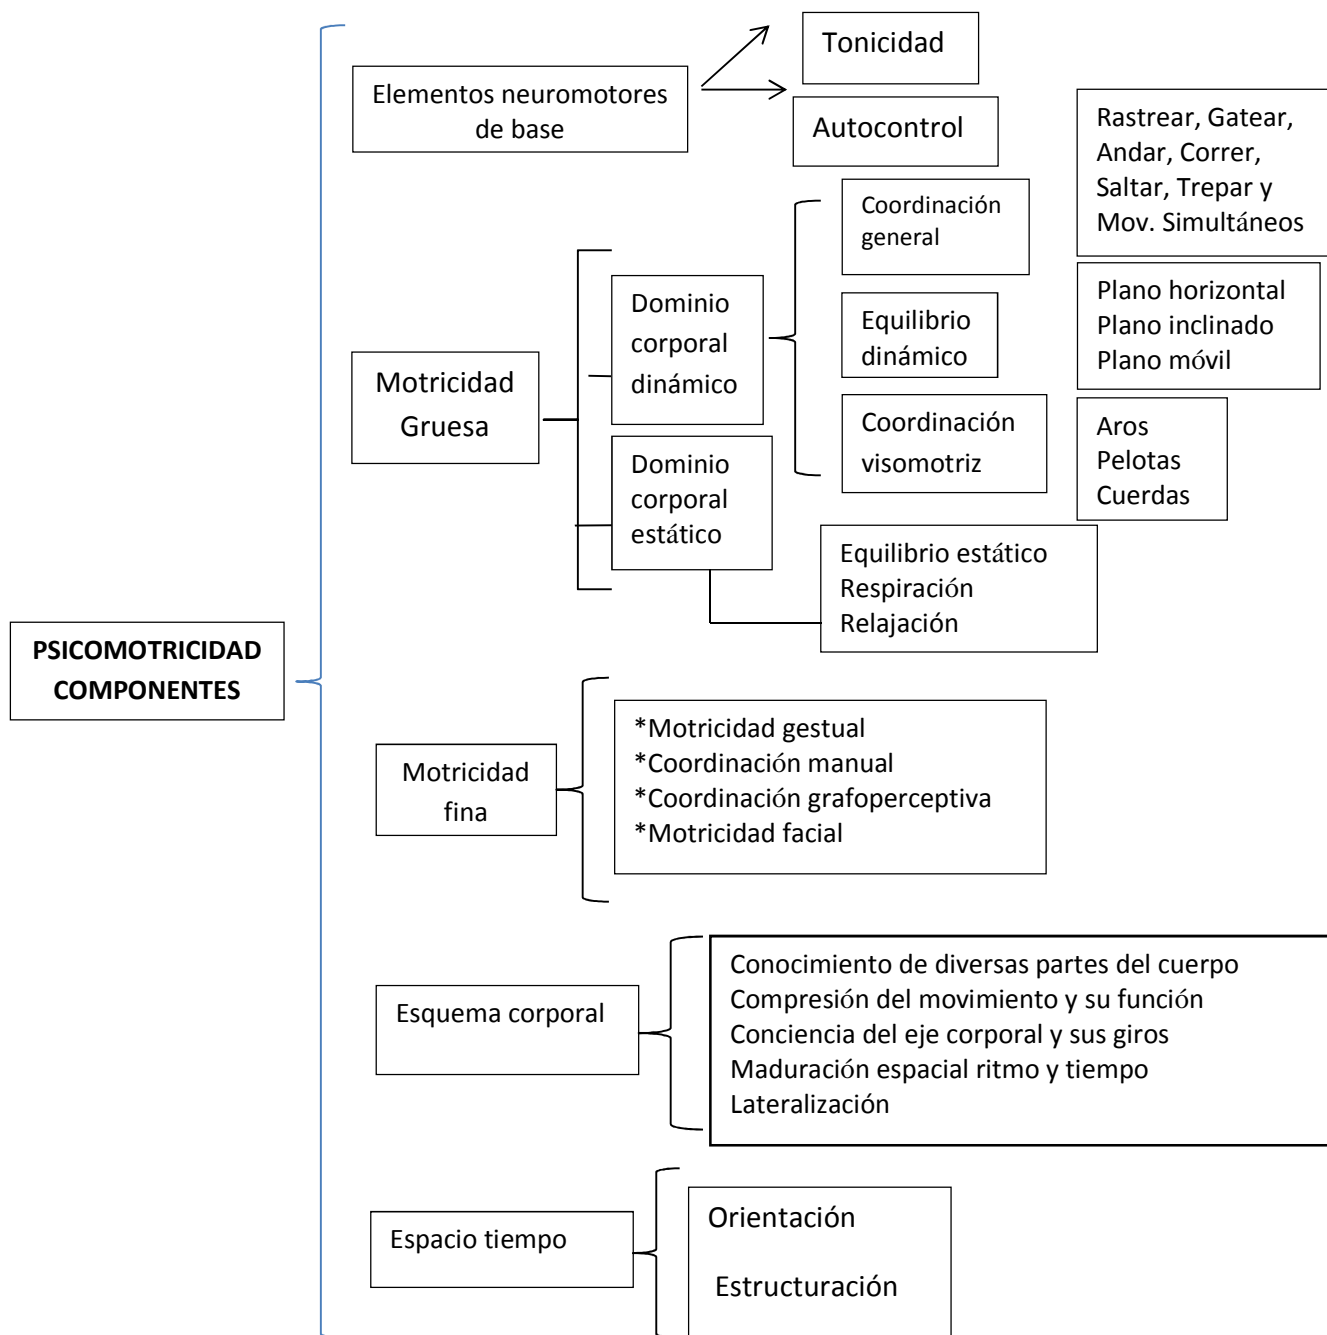 PSICOMOTRICIDAD
COMPONENTES
Elementos neuromotores
de base
Tonicidad
Autocontrol
Motricidad
Gruesa
Dominio
corporal
dinámico
Coordinación
general
Rastrear, Gatear,
Andar, Correr,
Saltar, Trepar y
Mov. Simultáneos
Equilibrio
dinámico
Plano horizontal
Plano inclinado
Plano móvil
Coordinación
visomotriz
Aros
Pelotas
Cuerdas
Dominio
corporal
estático
Equilibrio estático
Respiración
Relajación
Motricidad
fina
*Motricidad gestual
*Coordinación manual
*Coordinación grafoperceptiva
*Motricidad facial
Esquema corporal
Conocimiento de diversas partes del cuerpo
Compresión del movimiento y su función
Conciencia del eje corporal y sus giros
Maduración espacial ritmo y tiempo
Lateralización
Espacio tiempo
Orientación
Estructuración